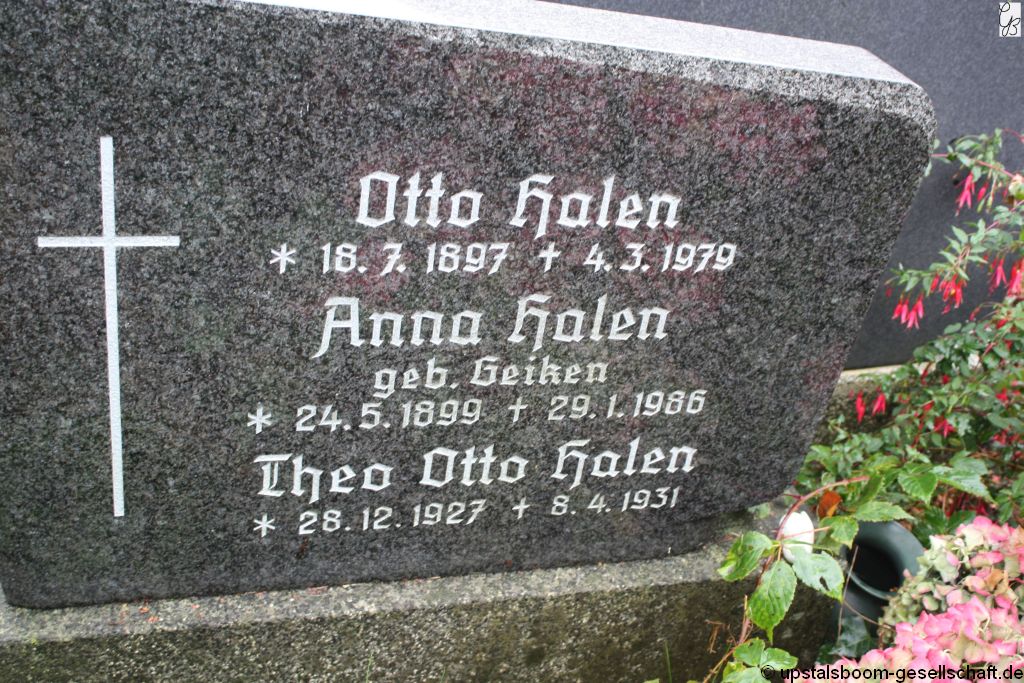 Otto Halen
* 18. 7. 1897 † 4. 3. 1979
Anna Halen
geb. Geiken
* 24. 5. 1899 † 29. 1. 1986
Theo Otto Halen
* 28. 12. 1927 † 8. 4. 1931
© upstalsboom-gesellschaft.de